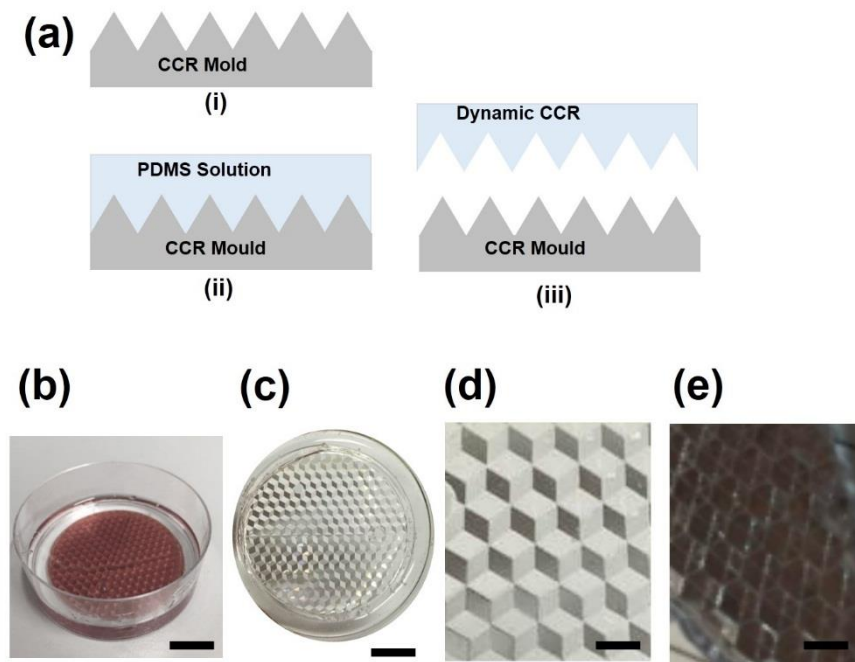 (a)
CCR Mold
(i)
PDMS Solution
CCR Mould
(ii)
Dynamic CCR
CCR Mould
(iii)
(b)
(c)
(d)
(e)